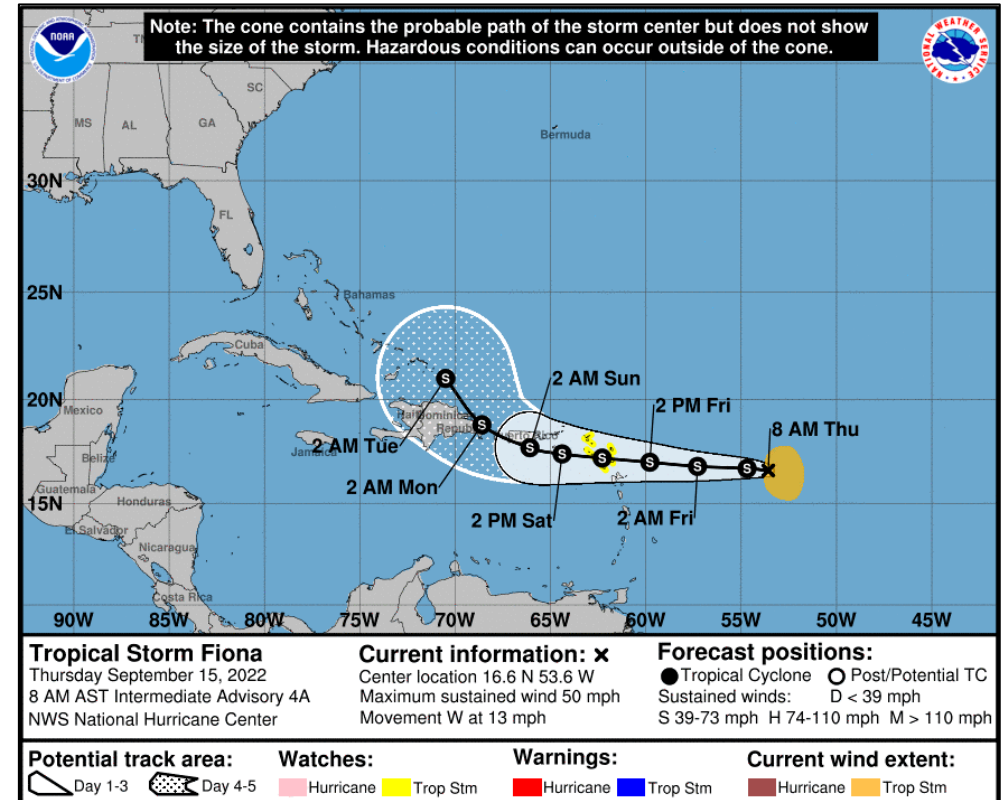 Note: The cone contains the probable path of the storm center but does not show
the size of the storm. Hazardous conditions can occur outside of the cone.
NOAA
NATIONAL WEATHER SERVICE
TN
SC
MS
AL
GA
Bermuda
30N
FL
25N
Bahamas
Cuba
2 AM Sun
20N
Mexico
2 PM Fri
Haiti
Dominican
Republic
Puerto Rico
8 AM Thu
2 AM Tue
Jamaica
Belize
2 AM Mon
Guatemala
15N
Honduras
2 PM Sat
2 AM Fri
El Salvador
Nicaragua
Costa Rica
90W 85W 80W 75W 70W 65W 60W 55W 50W 45W
Tropical Storm Fiona
Thursday September 15, 2022
8 AM AST Intermediate Advisory 4A
NWS National Hurricane Center
Current information: x
Center location 16.6 N 53.6 W
Maximum sustained wind 50 mph
Movement W at 13 mph
Forecast positions:
Tropical Cyclone Post/Potential TC
Sustained winds: D < 39 mph
S 39-73 mph H 74-110 mph M > 110 mph
Potential track area:
Day 1-3 Day 4-5
Watches:
Hurricane Trop Stm
Warnings:
Hurricane Trop Stm
Current wind extent:
Hurricane Trop Stm